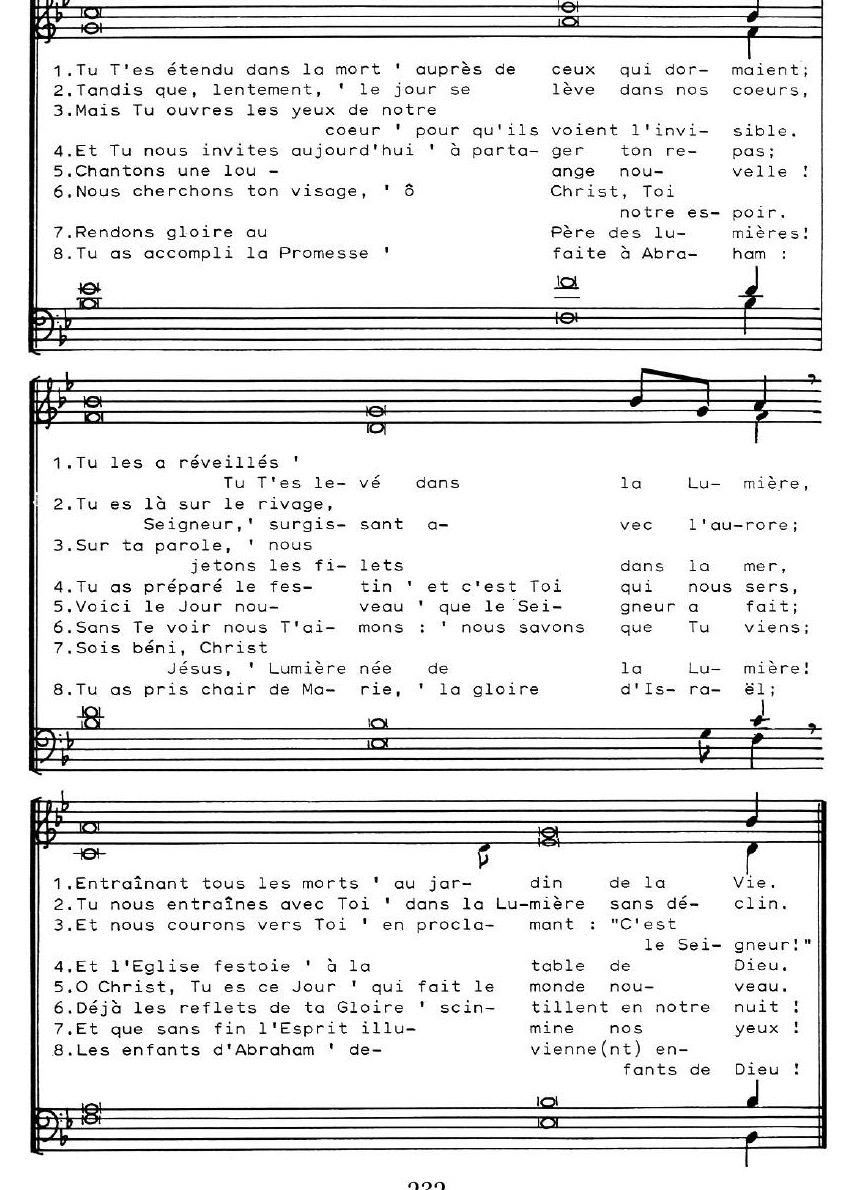 1.Tu T'es étendu dans la mort ' auprès de ceux qui dor- maient;
2.Tandis que, lentement, ' le jour se lève dans nos coeurs,
3.Mais Tu ouvres les yeux de notre
coeur ' pour qu'ils voient l'invi- sible.
4.Et Tu nous invites aujourd'hui ' à parta- ger ton re- pas;
5.Chantons une lou - ange nou- velle !
6.Nous cherchons ton visage, ' ô Christ, Toi
notre es- poir.
7.Rendons gloire au Père des lu- mières!
8.Tu as accompli la Promesse ' faite à Abra- ham :
1.Tu les a réveillés '
Tu T'es le- vé dans la Lu- mière,
2.Tu es là sur le rivage,
Seigneur,' surgis- sant a- vec l'au-rore;
3.Sur ta parole, ' nous
jetons les fi- lets dans la mer,
4.Tu as préparé le fes- tin ' et c'est Toi qui nous sers,
5.Voici le Jour nou- veau ' que le Sei- gneur a fait;
6.Sans Te voir nous T'ai- mons : ' nous savons que Tu viens;
7.Sois béni, Christ
Jésus, ' Lumière née de la Lu- mière!
8.Tu as pris chair de Ma- rie, ' la gloire d'Is- ra- ël;
1.Entraînant tous les morts ' au jar- din de la Vie.
2.Tu nous entraînes avec Toi ' dans la Lu-mière sans dé- clin.
3.Et nous courons vers Toi ' en procla- mant : "C'est
le Sei- gneur!"
4.Et l'Eglise festoie ' à la table de Dieu.
5.O Christ, Tu es ce Jour ' qui fait le monde nou- veau.
6.Déjà les reflets de ta Gloire ' scin- tillent en notre nuit !
7.Et que sans fin l'Esprit illu- mine nos yeux !
8.Les enfants d'Abraham ' de- vienne(nt) en-
fants de Dieu !
232